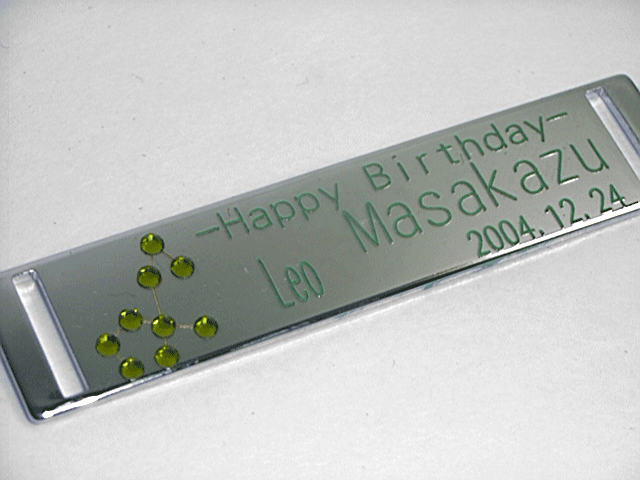 -Happy Birthday-
Leo Masakazu
2004.12.24